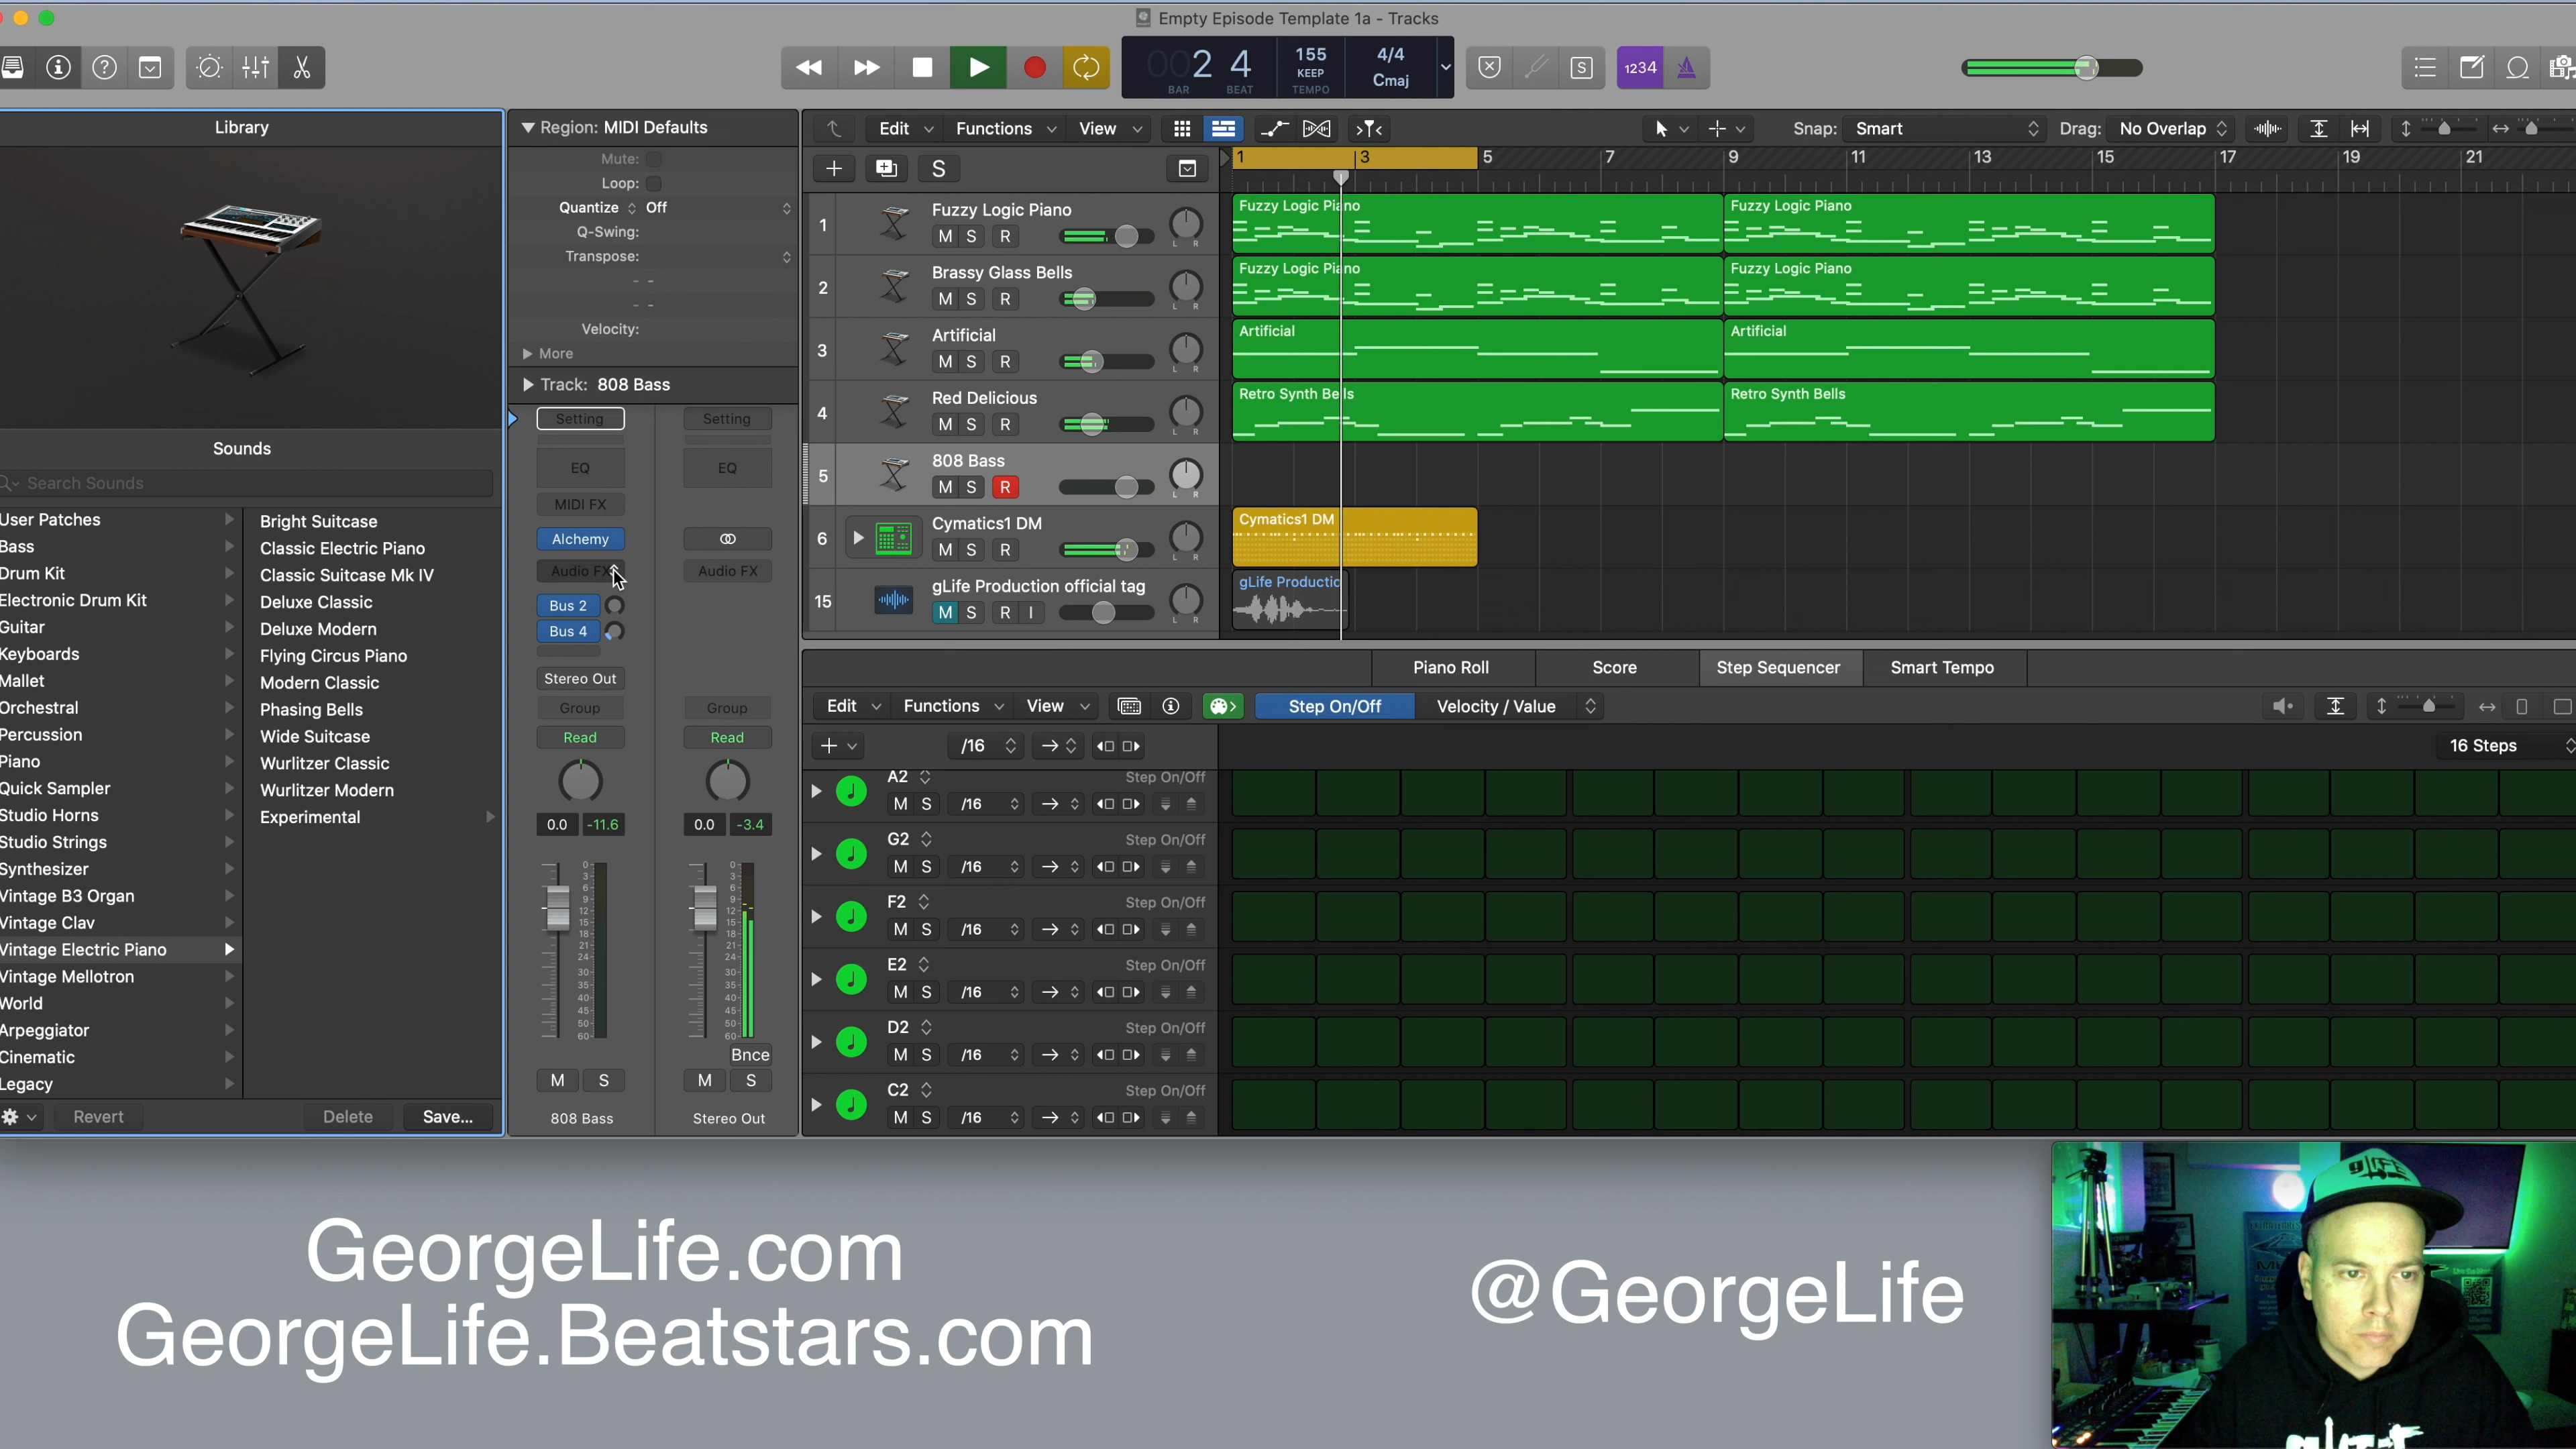 Empty Episode Template 1a - Tracks
2 4
BAR BEAT
155
KEEP
TEMPO
4/4
Cmaj
1234
Library
Sounds
Search Sounds
User Patches
Bass
Drum Kit
Electronic Drum Kit
Guitar
Keyboards
Mallet
Orchestral
Percussion
Piano
Quick Sampler
Studio Horns
Studio Strings
Synthesizer
Vintage B3 Organ
Vintage Clav
Vintage Electric Piano
Vintage Mellotron
World
Arpeggiator
Cinematic
Legacy
Bright Suitcase
Classic Electric Piano
Classic Suitcase Mk IV
Deluxe Classic
Deluxe Modern
Flying Circus Piano
Modern Classic
Phasing Bells
Wide Suitcase
Wurlitzer Classic
Wurlitzer Modern
Experimental
Revert Delete Save...
Region: MIDI Defaults
Mute:
Loop:
Quantize Off
Q-Swing:
Transpose:
Velocity:
More
Track: 808 Bass
Setting Setting
EQ EQ
MIDI FX
Alchemy
Audio FX Audio FX
Bus 2
Bus 4
Stereo Out
Group Group
Read Read
0.0 -11.6 0.0 -3.4
Bnce
M S M S
808 Bass Stereo Out
Edit Functions View
Snap: Smart Drag: No Overlap
S
1 3 5 7 9 11 13 15 17 19 21
1 Fuzzy Logic Piano
M S R
2 Brassy Glass Bells
M S R
3 Artificial
M S R
4 Red Delicious
M S R
5 808 Bass
M S R
6 Cymatics1 DM
M S R
15 gLife Production official tag
M S R I
Fuzzy Logic Piano Fuzzy Logic Piano
Fuzzy Logic Piano Fuzzy Logic Piano
Artificial Artificial
Retro Synth Bells Retro Synth Bells
Cymatics1 DM
gLife Productio
Piano Roll Score Step Sequencer Smart Tempo
Edit Functions View Step On/Off Velocity / Value
/16 16 Steps
A2 Step On/Off
M S /16
G2 Step On/Off
M S /16
F2 Step On/Off
M S /16
E2 Step On/Off
M S /16
D2 Step On/Off
M S /16
C2 Step On/Off
M S /16
GeorgeLife.com
GeorgeLife.Beatstars.com
@GeorgeLife
gLife